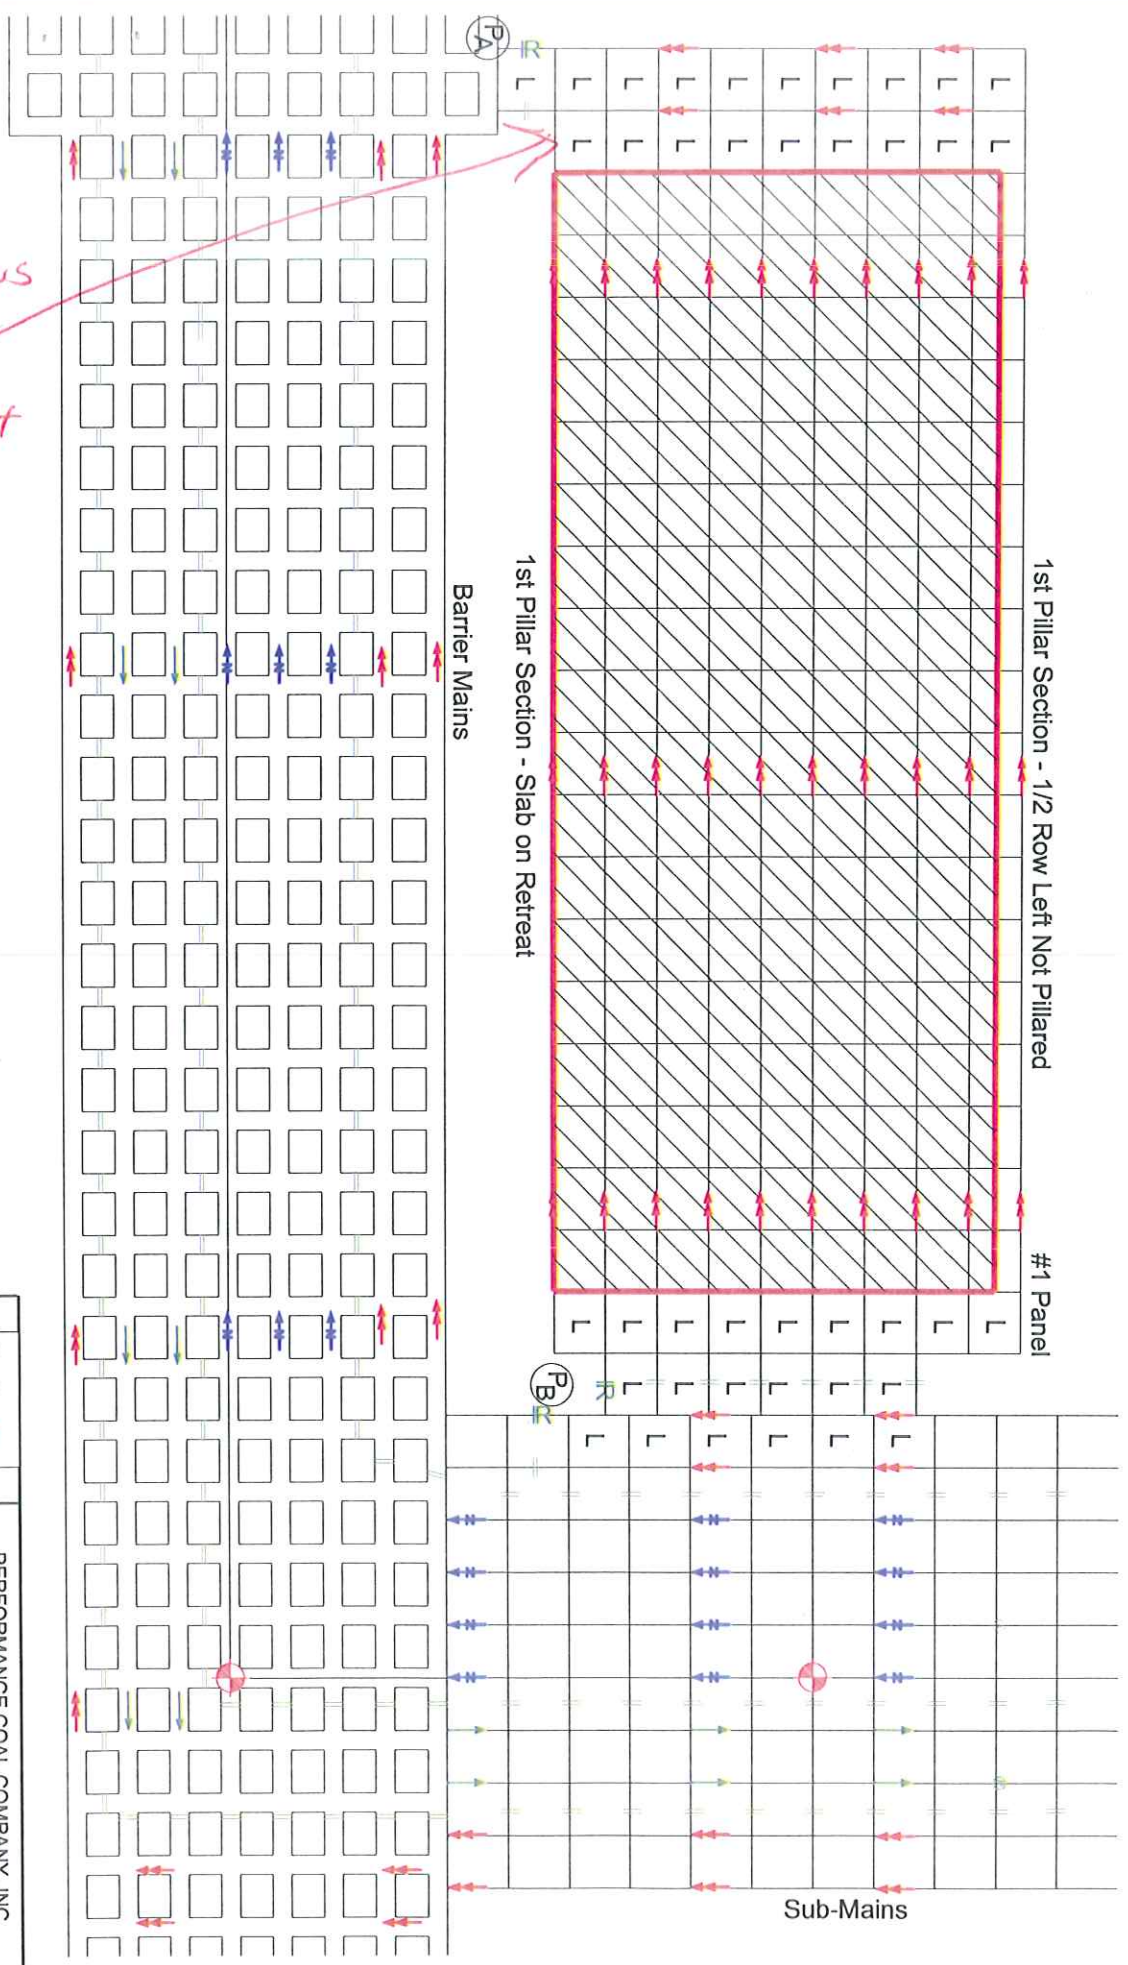 PA
R
L L L L L L L L L
L L L L L L L L L
us
t
1st Pillar Section - 1/2 Row Left Not Pillared
1st Pillar Section - Slab on Retreat
Barrier Mains
#1 Panel
L L L L L L L L L
PB
R
R
L L L L L L
L L L L L L
N N N
N N N
N N N
N N N
N N N
N N N
N N N
Sub-Mains
PERFORMANCE COAL COMPANY, INC.